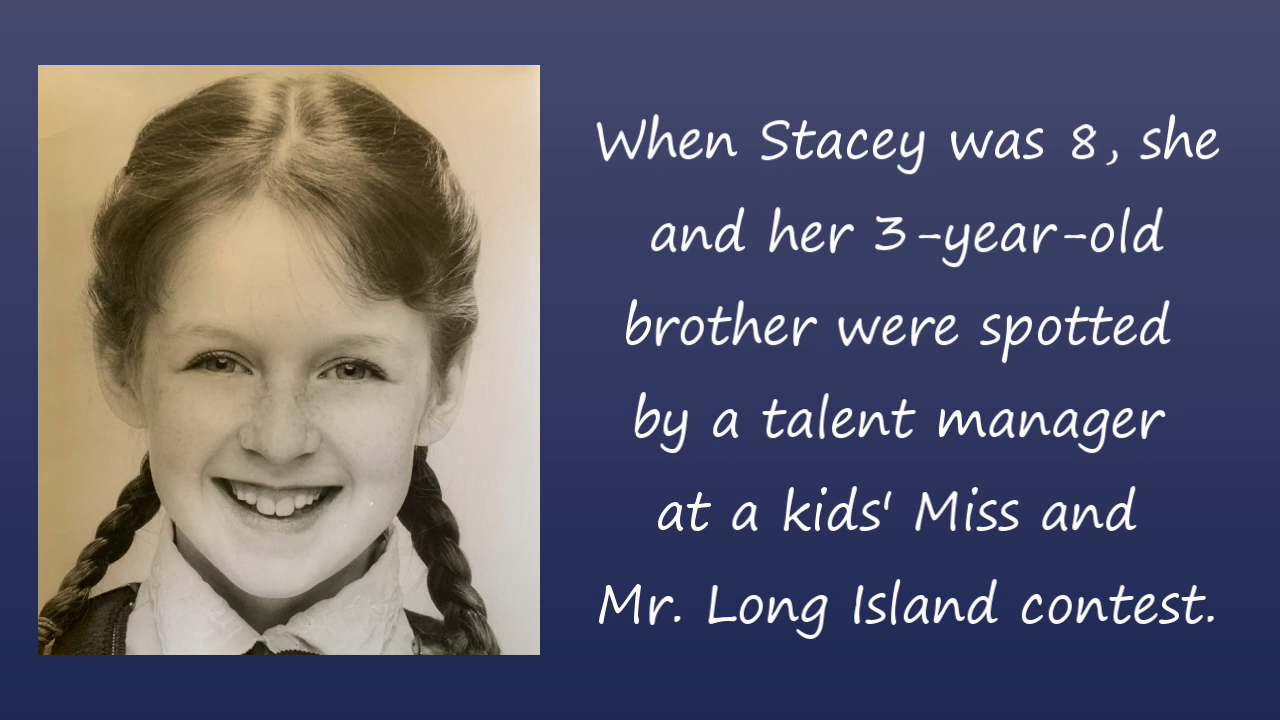 When Stacey was 8, she
and her 3-year-old
brother were spotted
by a talent manager
at a kids' Miss and
Mr. Long Island contest.